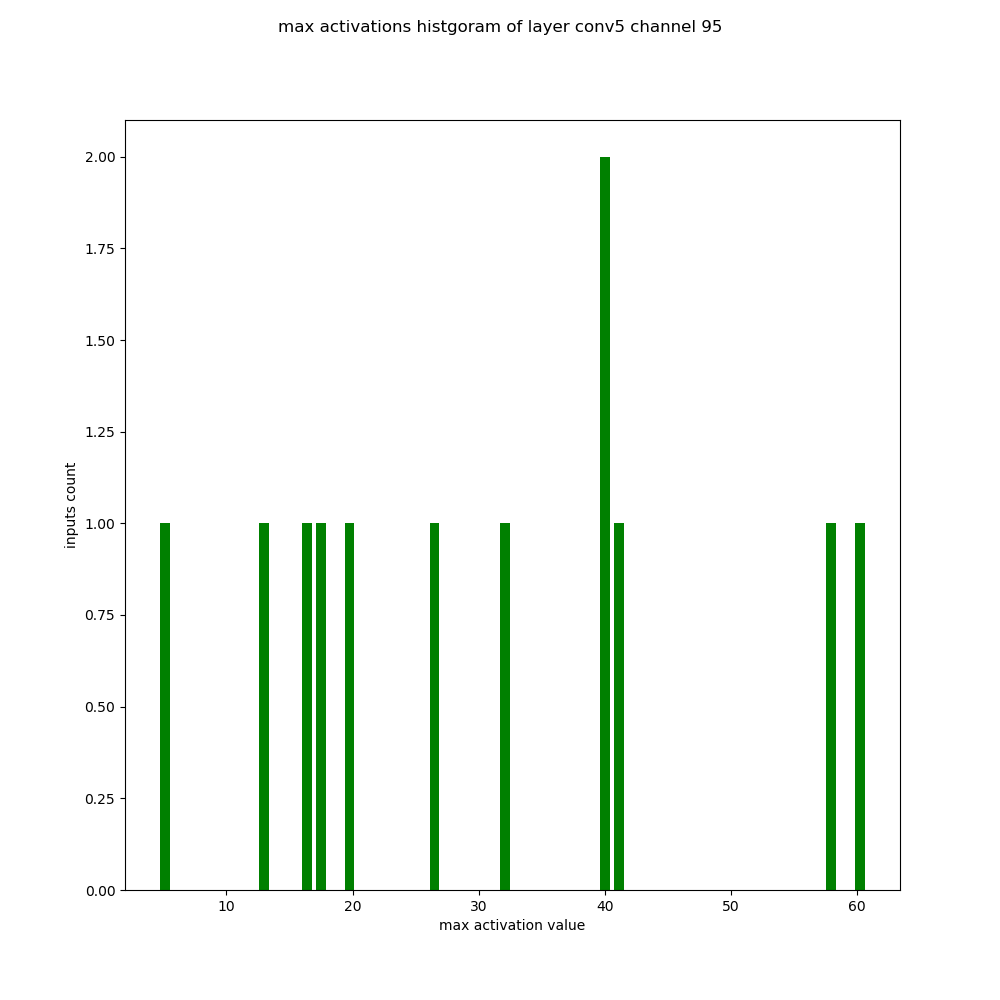 max activations histgoram of layer conv5 channel 95
2.00
1.75
1.50
1.25
1.00
0.75
0.50
0.25
0.00
inputs count
10 20 30 40 50 60
max activation value